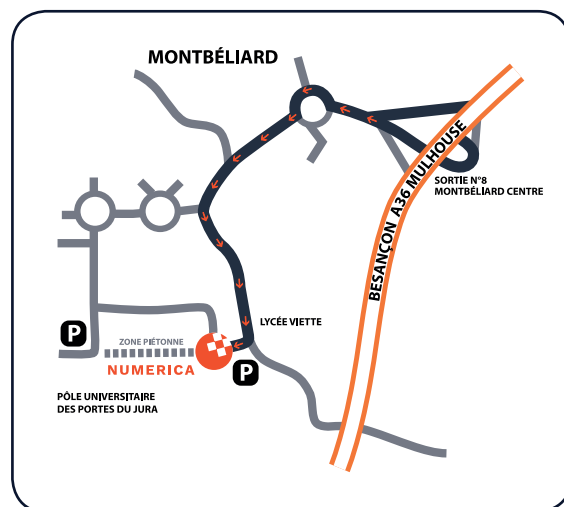 MONTBÉLIARD
BESANÇON A36 MULHOUSE
SORTIE N°8
MONTBÉLIARD CENTRE
LYCÉE VIETTE
P
ZONE PIÉTONNE
NUMERICA
P
PÔLE UNIVERSITAIRE
DES PORTES DU JURA